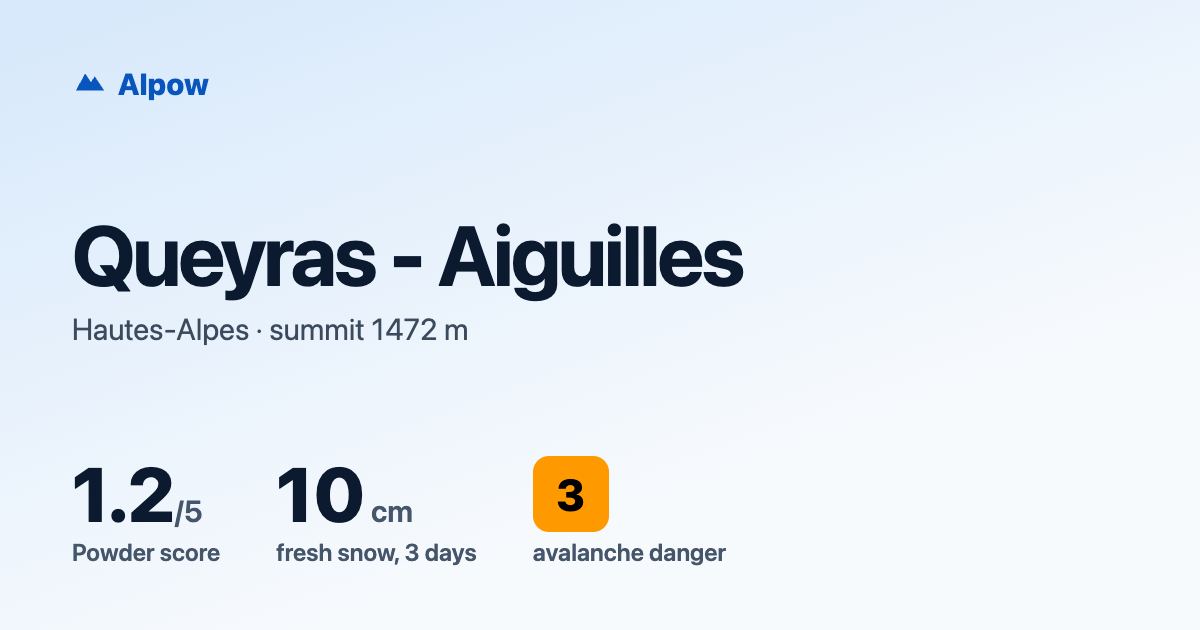 Alpow
Queyras - Aiguilles
Hautes-Alpes · summit 1472 m
1.2/5
Powder score
10 cm
fresh snow, 3 days
3
avalanche danger